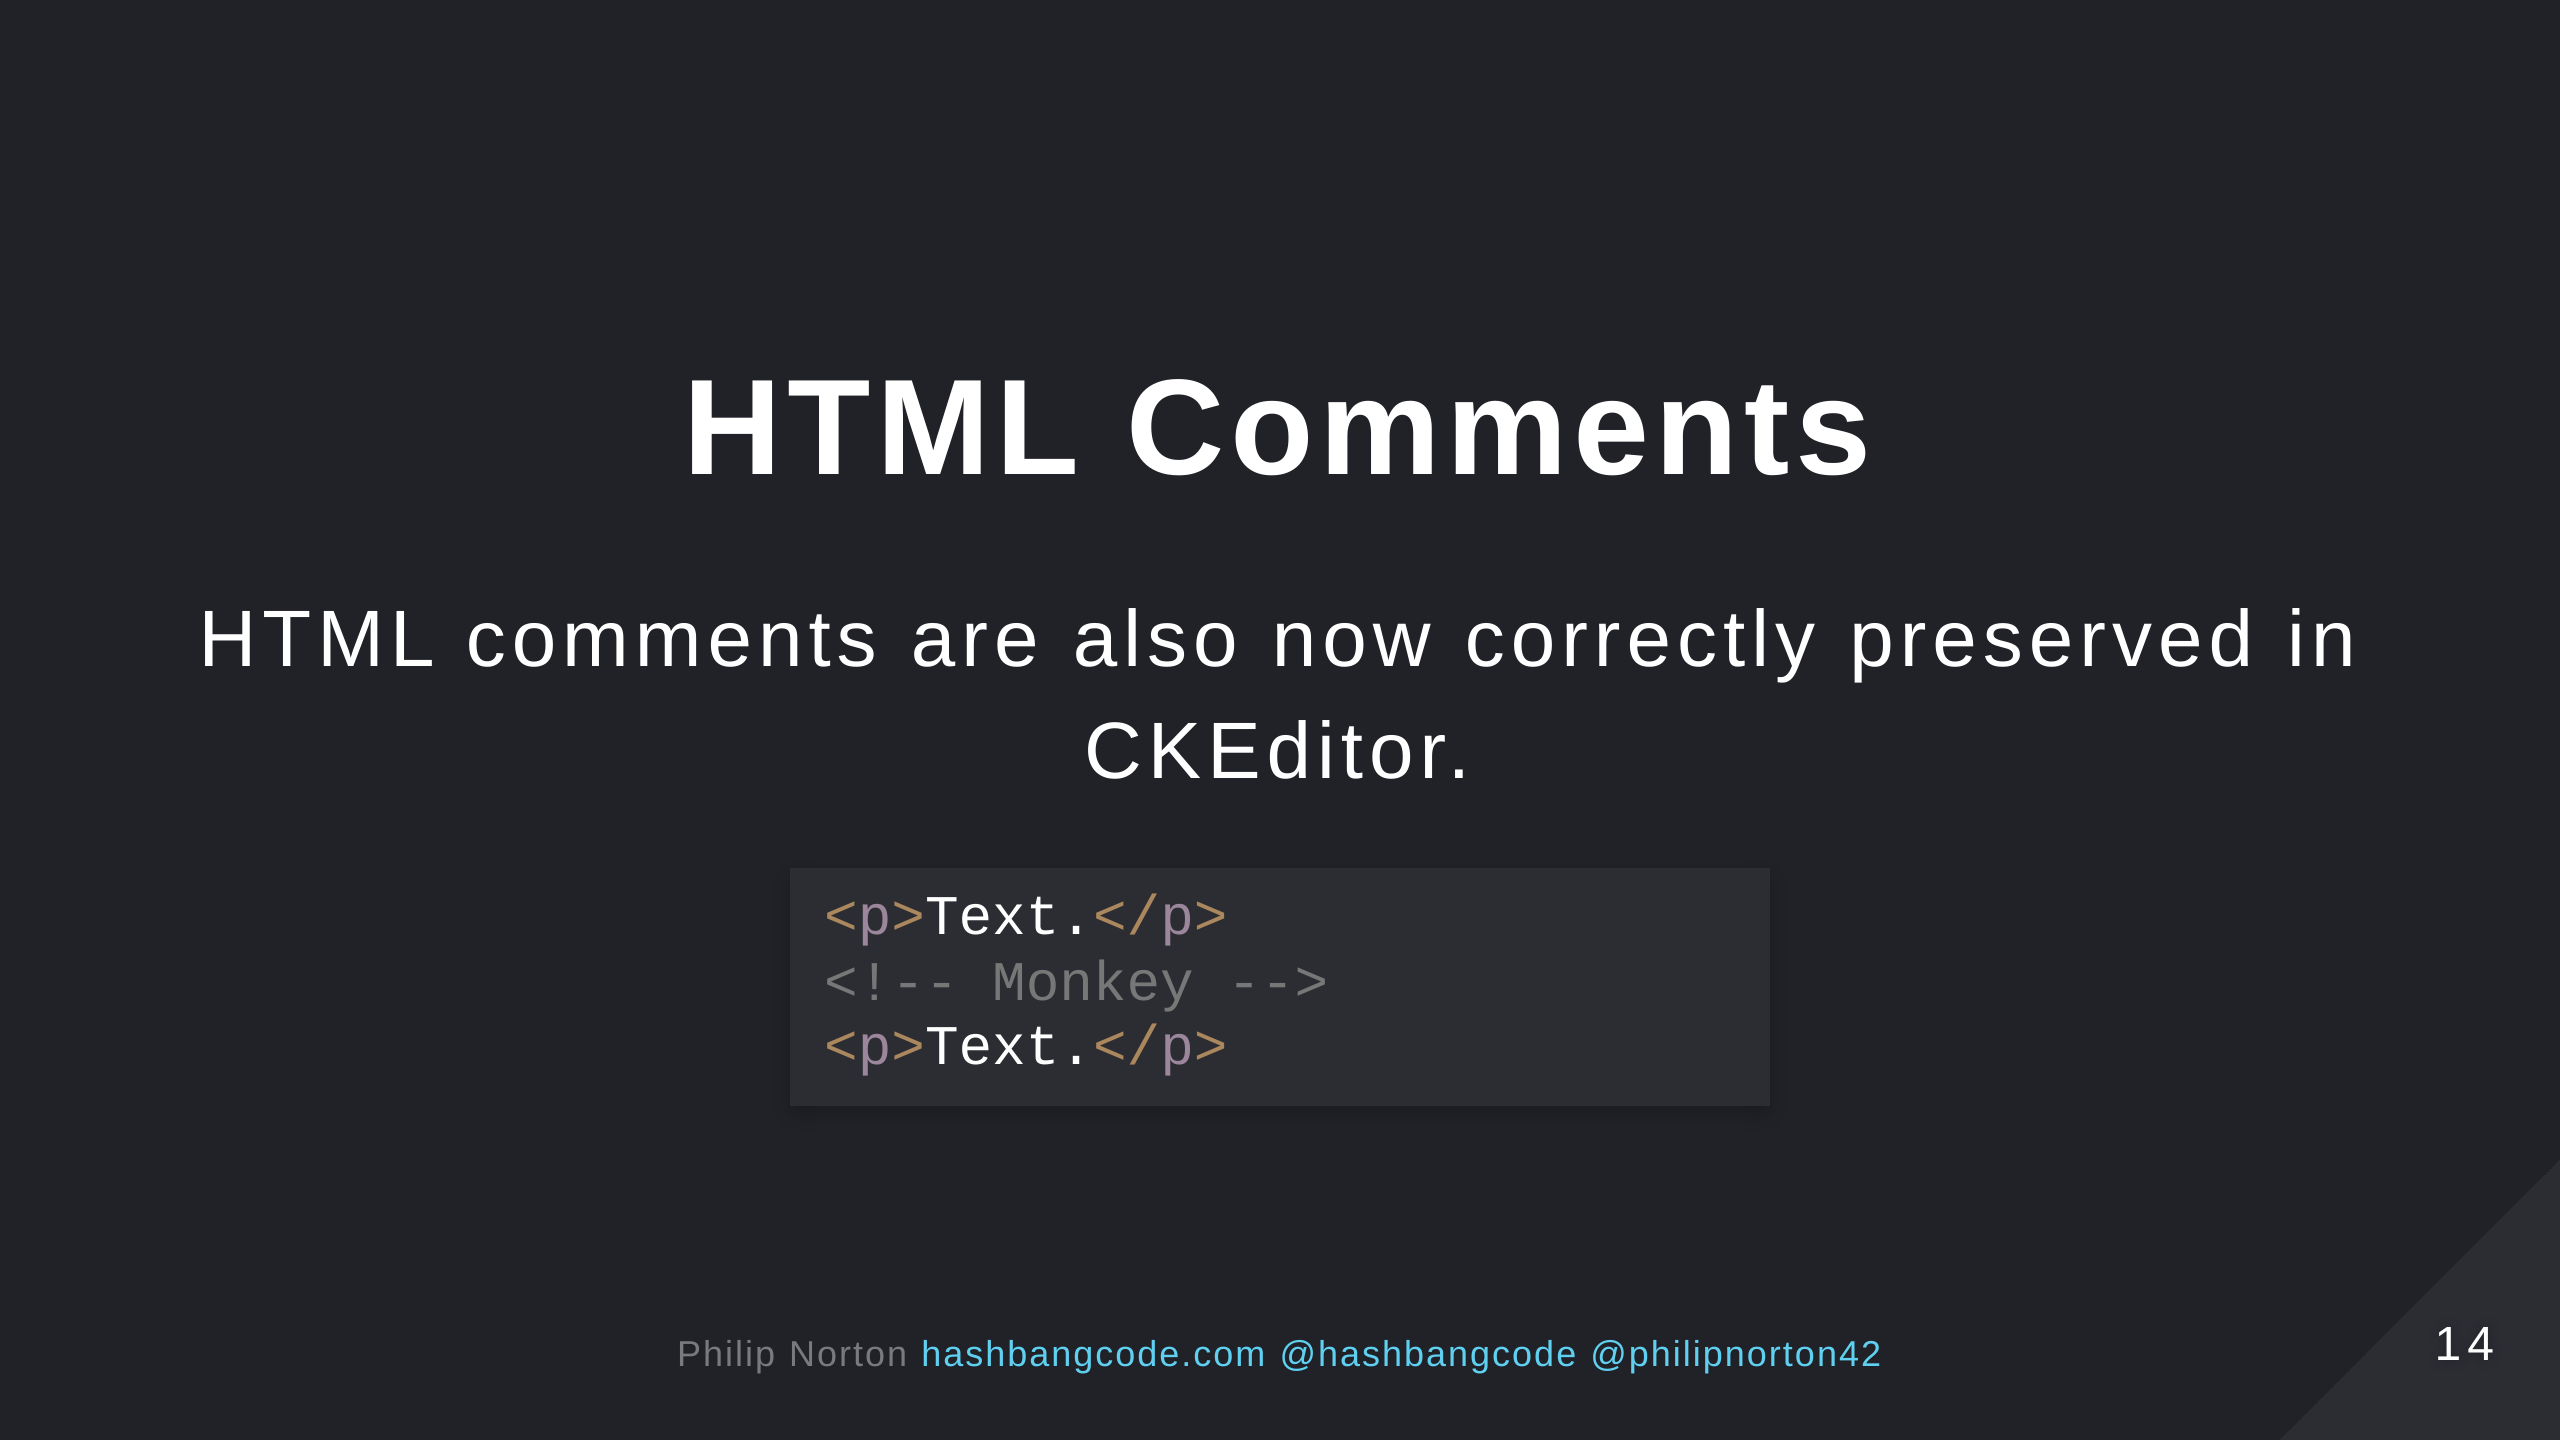 HTML Comments
HTML comments are also now correctly preserved in
CKEditor.
<p>Text.</p>
<!-- Monkey -->
<p>Text.</p>
Philip Norton hashbangcode.com @hashbangcode @philipnorton42
14